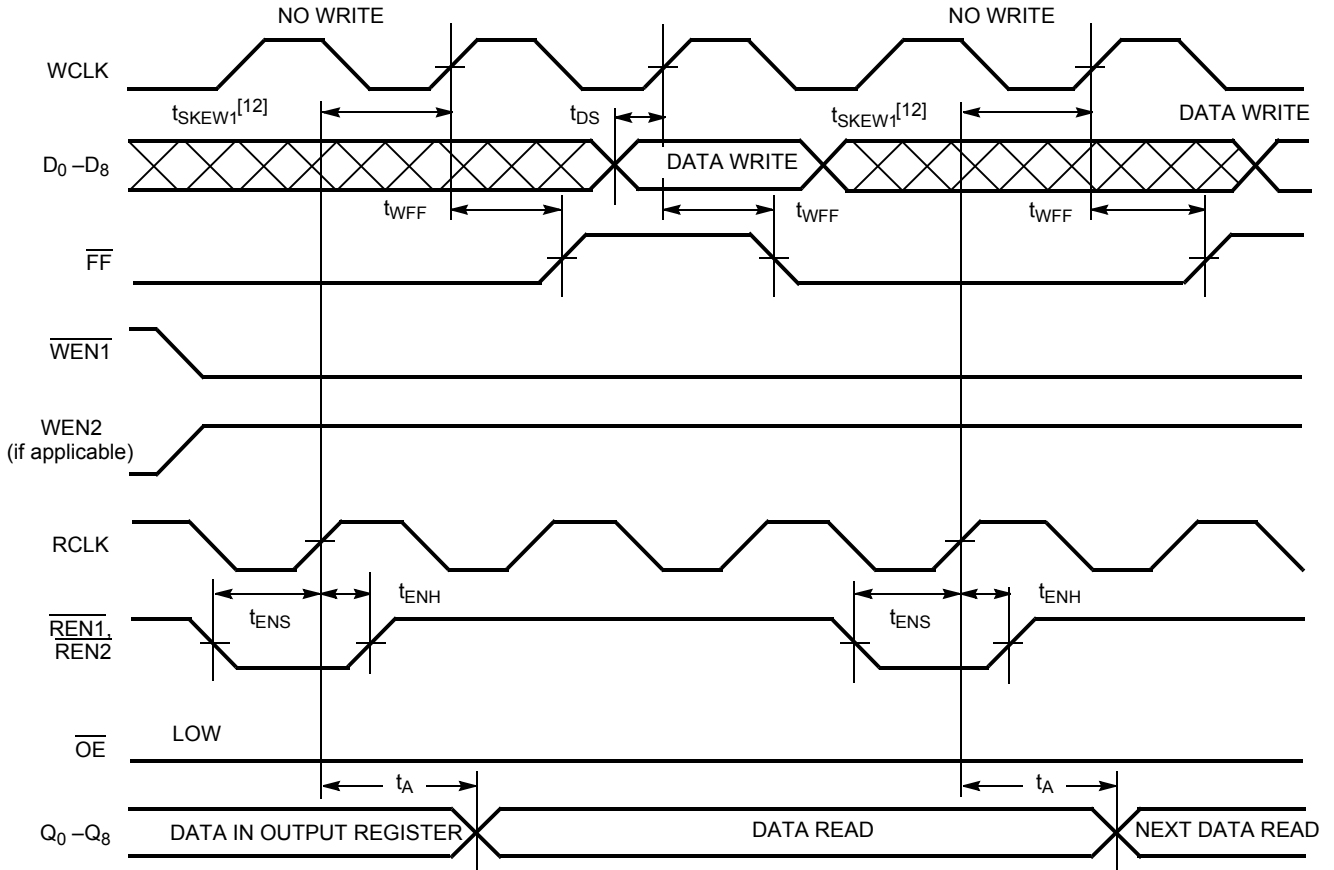 NO WRITE NO WRITE
WCLK
tSKEW1[12] tDS tSKEW1[12] DATA WRITE
D0 –D8 DATA WRITE
tWFF tWFF tWFF
FF
WEN1
WEN2
(if applicable)
RCLK
tENS tENH tENS tENH
REN1,
REN2
OE LOW
tA tA
Q0 –Q8 DATA IN OUTPUT REGISTER DATA READ NEXT DATA READ